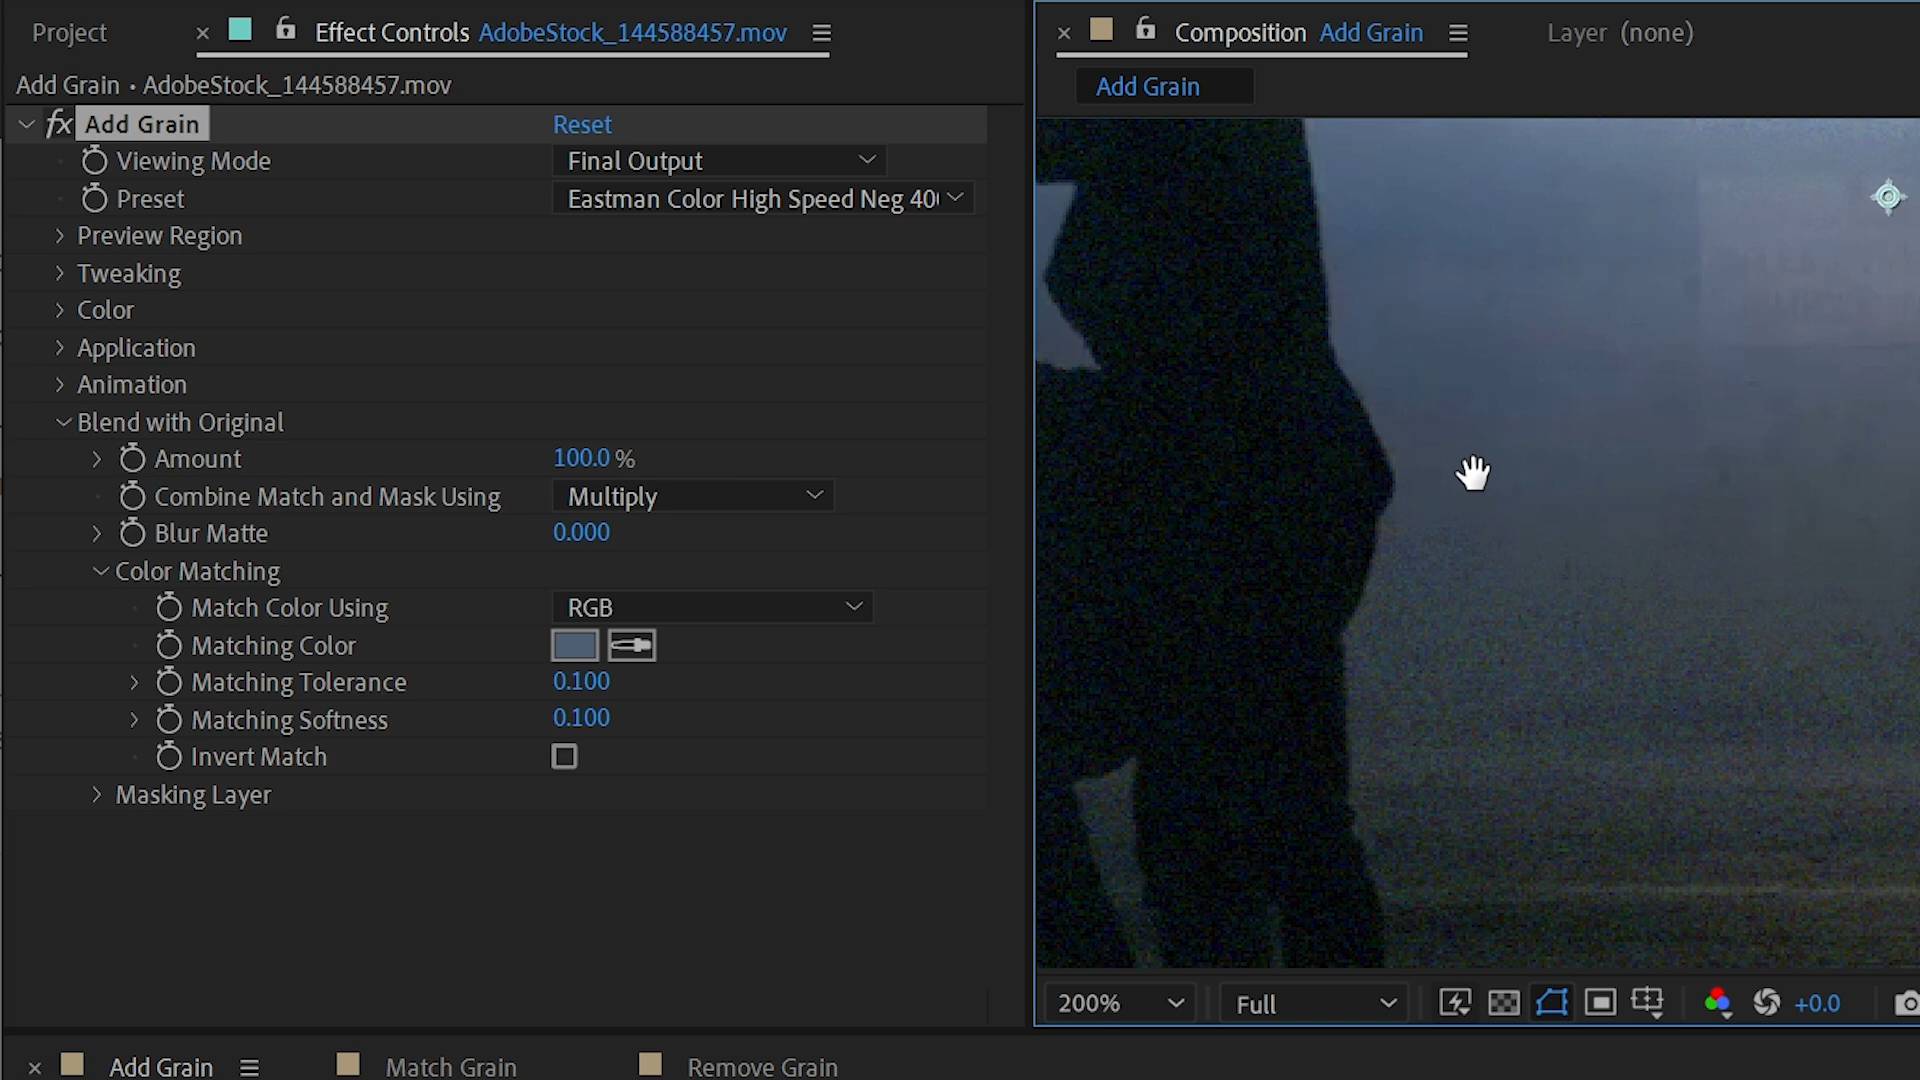 Project
Effect Controls AdobeStock_144588457.mov
Add Grain • AdobeStock_144588457.mov
fx Add Grain Reset
Viewing Mode Final Output
Preset Eastman Color High Speed Neg 40
Preview Region
Tweaking
Color
Application
Animation
Blend with Original
Amount 100.0 %
Combine Match and Mask Using Multiply
Blur Matte 0.000
Color Matching
Match Color Using RGB
Matching Color
Matching Tolerance 0.100
Matching Softness 0.100
Invert Match
Masking Layer
Composition Add Grain
Layer (none)
Add Grain
200% Full +0.0
Add Grain Match Grain Remove Grain